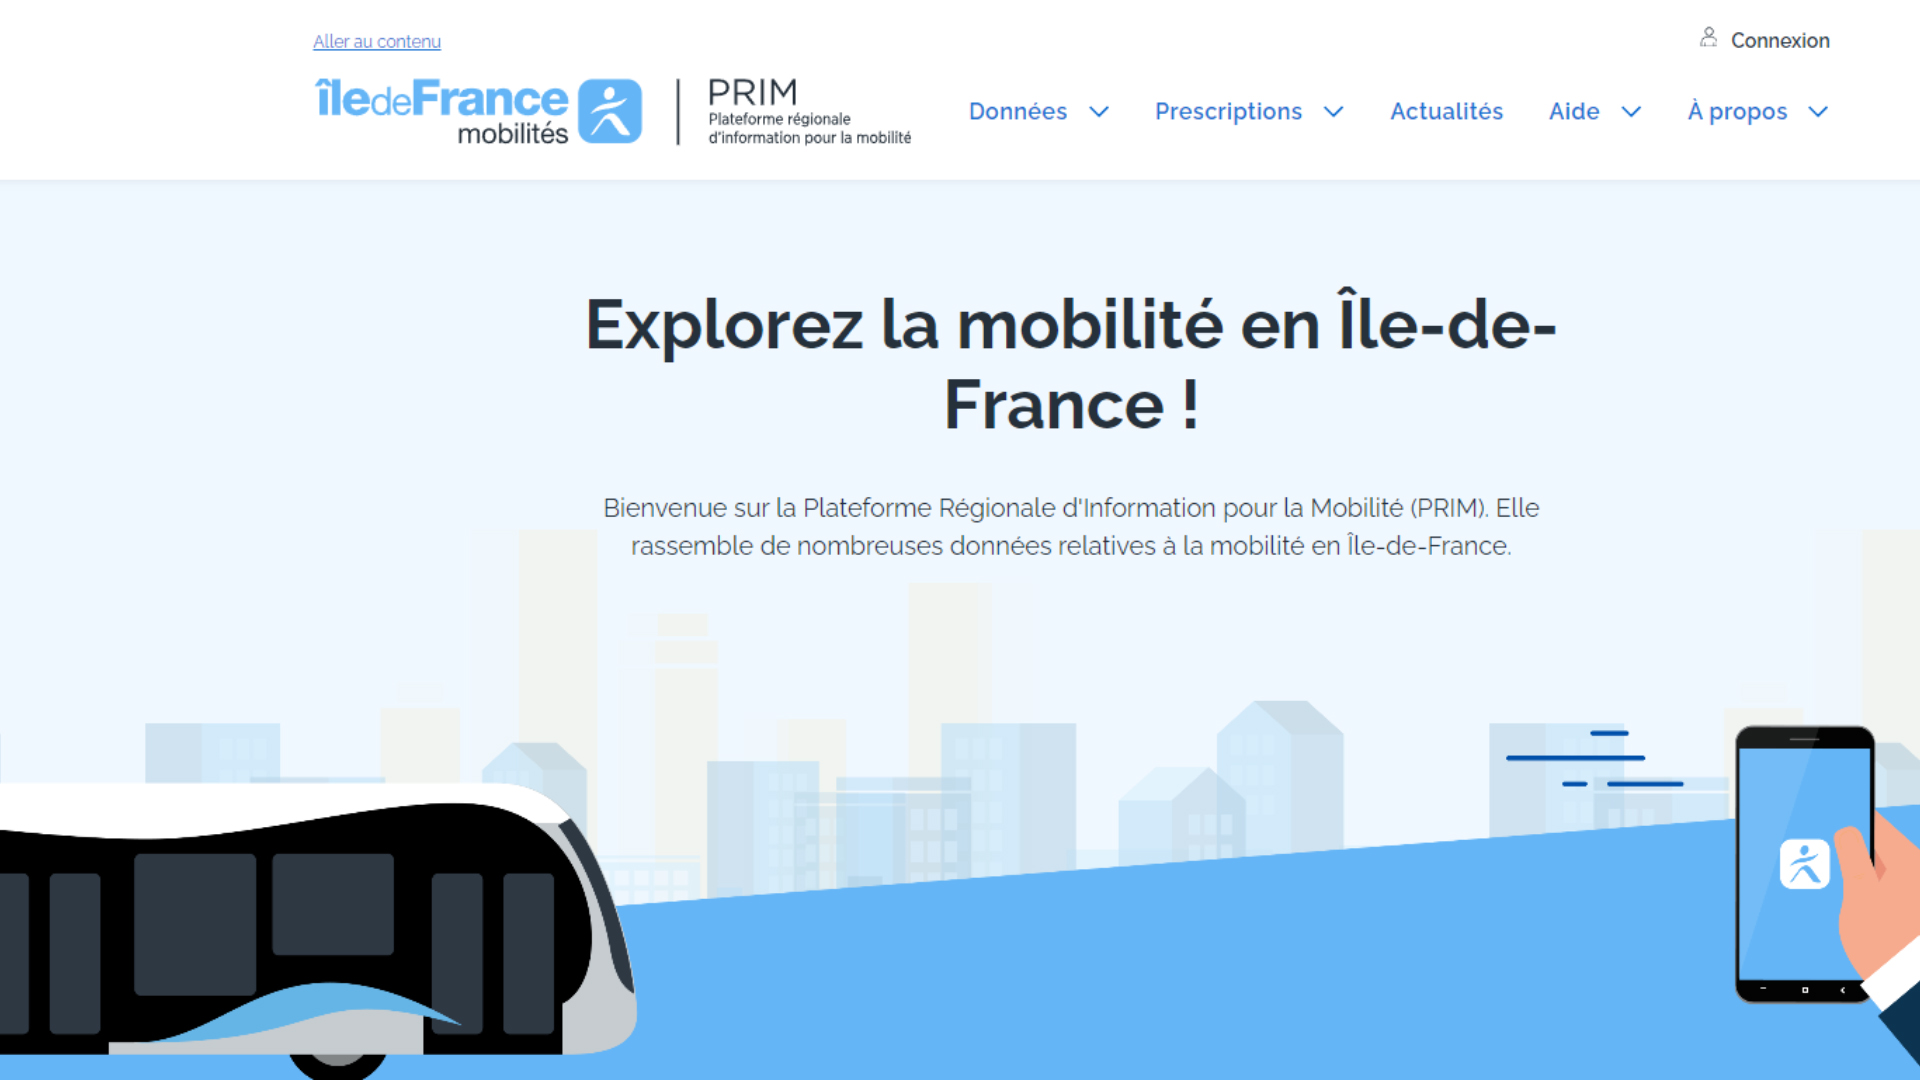 Aller au contenu
Connexion
îledeFrance
mobilités
PRIM
Plateforme régionale
d'information pour la mobilité
Données
Prescriptions
Actualités
Aide
À propos
Explorez la mobilité en Île-de-
France !
Bienvenue sur la Plateforme Régionale d'Information pour la Mobilité (PRIM). Elle
rassemble de nombreuses données relatives à la mobilité en Île-de-France.